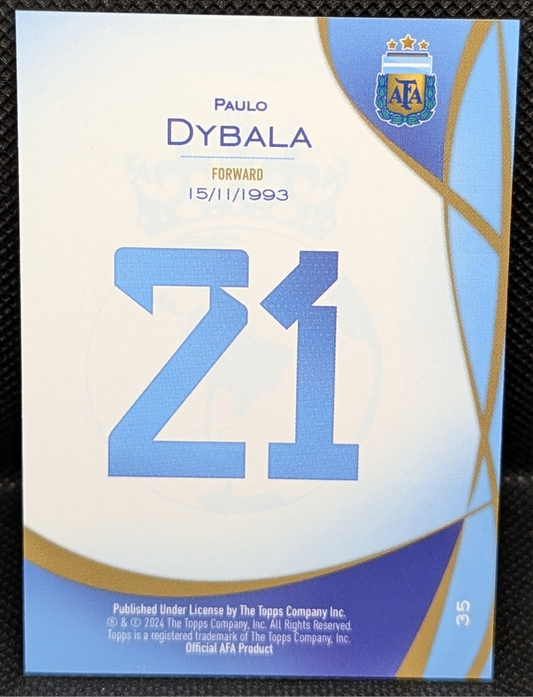 AFA
PAULO
DYBALA
FORWARD
15/11/1993
21
35
Published Under License by The Topps Company Inc.
® & © 2024 The Topps Company, Inc. All Rights Reserved.
Topps is a registered trademark of The Topps Company, Inc.
Official AFA Product